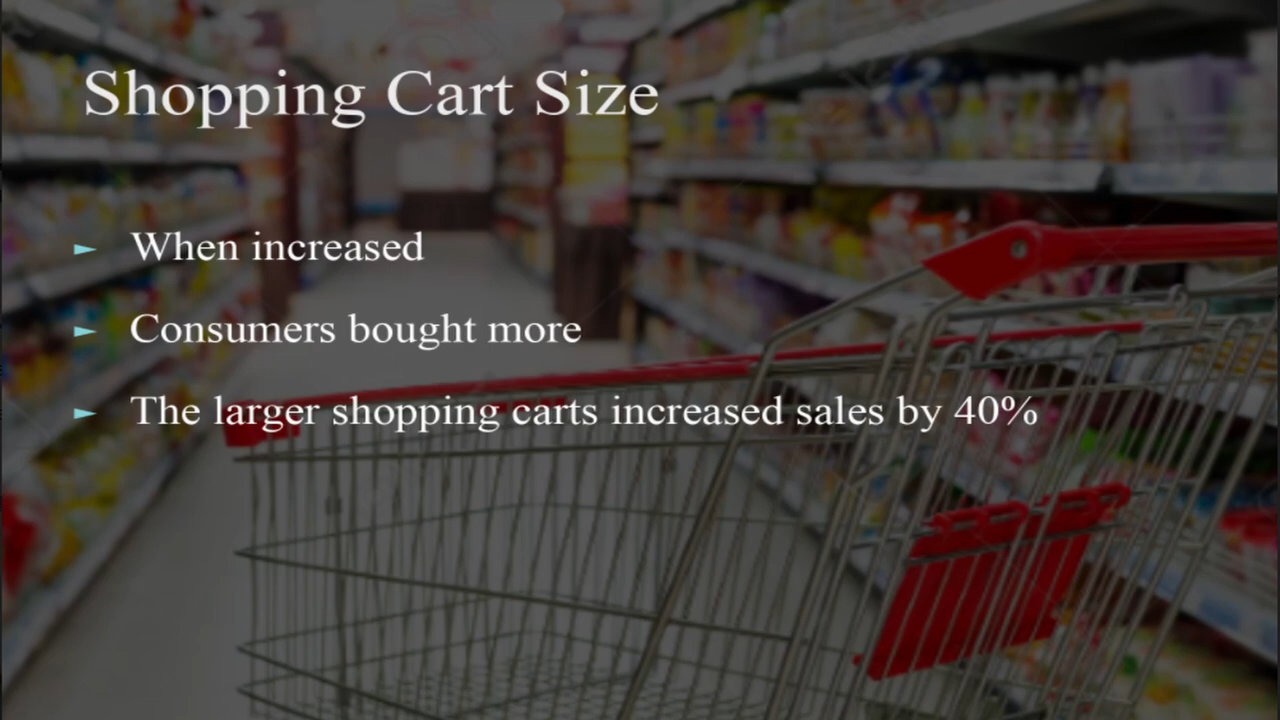 Shopping Cart Size
► When increased
► Consumers bought more
► The larger shopping carts increased sales by 40%